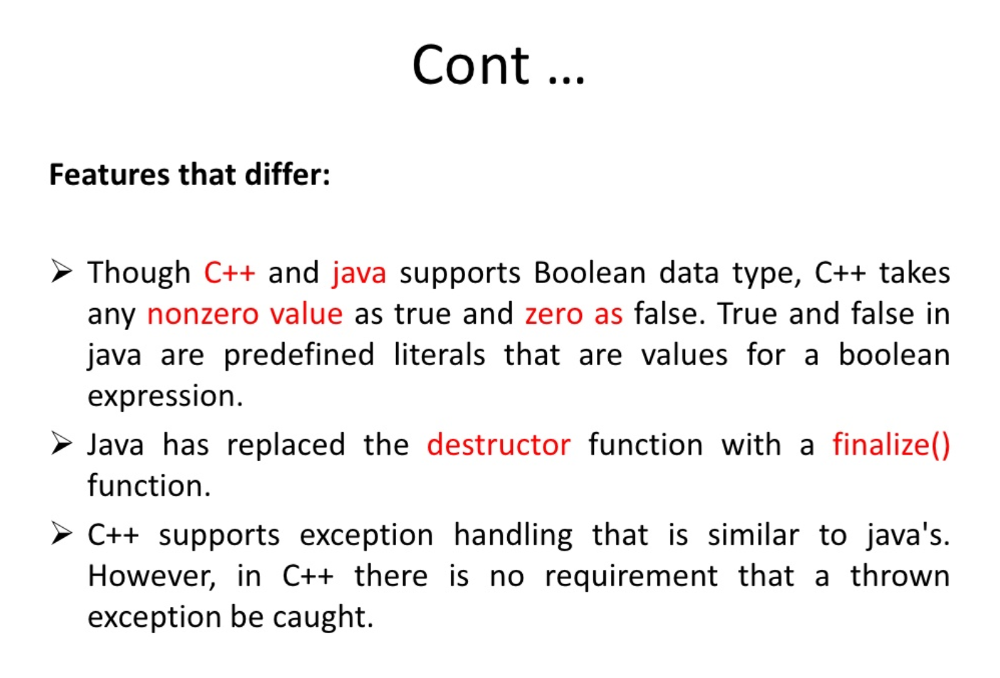 Cont ...
Features that differ:
➢ Though C++ and java supports Boolean data type, C++ takes
any nonzero value as true and zero as false. True and false in
java are predefined literals that are values for a boolean
expression.
➢ Java has replaced the destructor function with a finalize()
function.
➢ C++ supports exception handling that is similar to java's.
However, in C++ there is no requirement that a thrown
exception be caught.